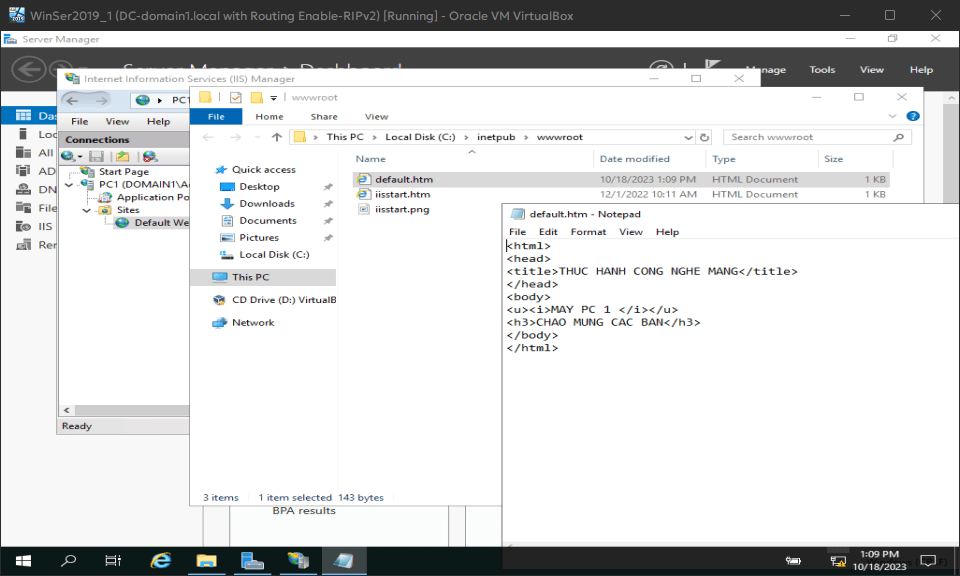 WinSer2019_1 (DC-domain1.local with Routing Enable-RIPv2) [Running] - Oracle VM VirtualBox
Server Manager
Server Manager Dashboard
Manage Tools View Help
Internet Information Services (IIS) Manager
PC1
File View Help
Connections
Start Page
PC1 (DOMAIN1\A
Application Po
Sites
Default We
Ready
Das
Loc
All
AD
DN
File
IIS
Rer
wwwroot
File Home Share View
This PC > Local Disk (C:) > inetpub > wwwroot
Search wwwroot
Quick access
Desktop
Downloads
Documents
Pictures
Local Disk (C:)
This PC
CD Drive (D:) VirtualB
Network
Name Date modified Type Size
default.htm 10/18/2023 1:09 PM HTML Document 1 KB
iisstart.htm 12/1/2022 10:11 AM HTML Document 1 KB
iisstart.png
3 items 1 item selected 143 bytes
BPA results
default.htm - Notepad
File Edit Format View Help
<html>
<head>
<title>THUC HANH CONG NGHE MANG</title>
</head>
<body>
<u><i>MAY PC 1 </i></u>
<h3>CHAO MUNG CAC BAN</h3>
</body>
</html>
1:09 PM
10/18/2023